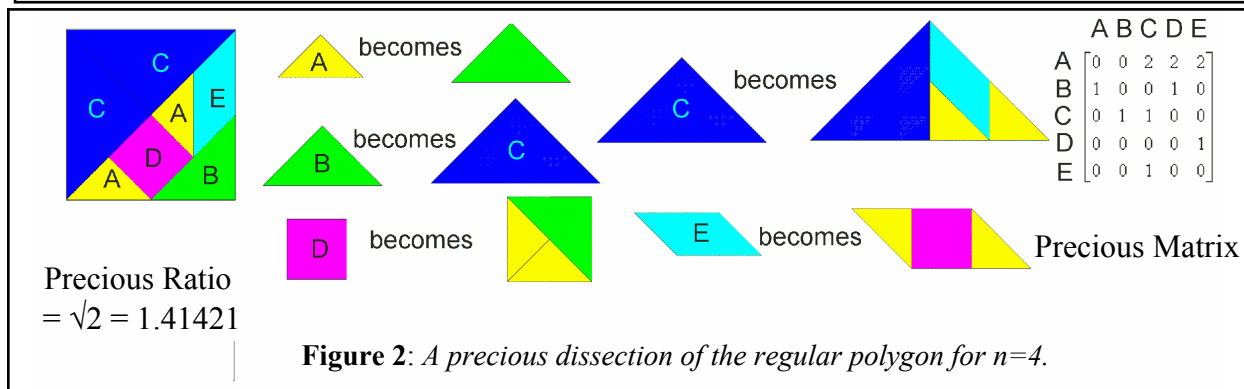 C
C
A
E
D
A
B
A becomes
B becomes
C
C becomes
D becomes
E becomes
A B C D E
A 0 0 2 2 2
B 1 0 0 1 0
C 0 1 1 0 0
D 0 0 0 0 1
E 0 0 1 0 0
Precious Matrix
Precious Ratio
= √2 = 1.41421
Figure 2: A precious dissection of the regular polygon for n=4.